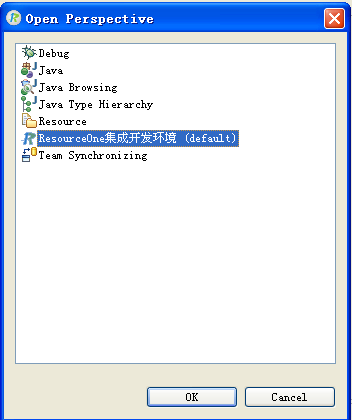 Open Perspective
Debug
Java
Java Browsing
Java Type Hierarchy
Resource
ResourceOne集成开发环境 (default)
Team Synchronizing
OK
Cancel